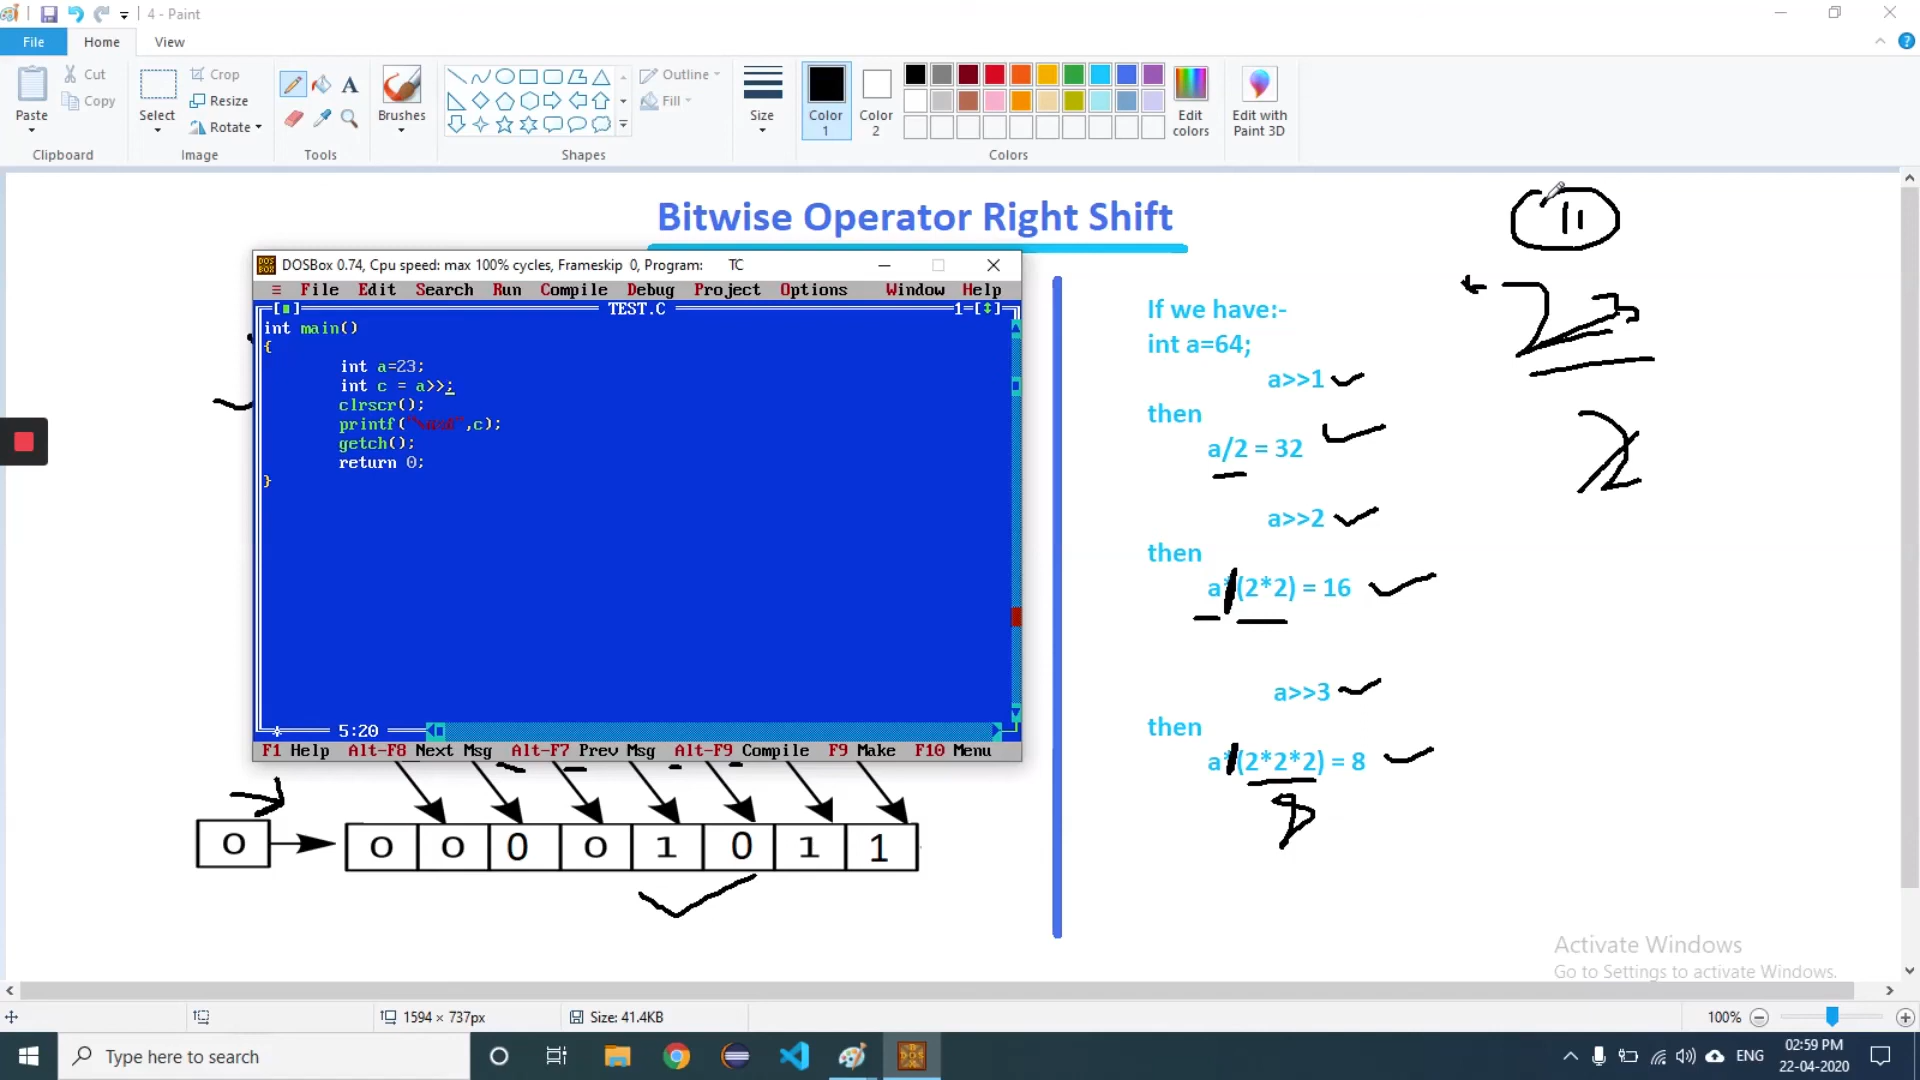 4 - Paint
File Home View
Paste
Cut
Copy
Clipboard
Select
Crop
Resize
Rotate
Image
A
Tools
Brushes
Shapes
Outline
Fill
Size
Color 1
Color 2
Colors
Edit colors
Edit with Paint 3D
Bitwise Operator Right Shift
11
23
2
DOSBox 0.74, Cpu speed: max 100% cycles, Frameskip 0, Program: TC
File Edit Search Run Compile Debug Project Options Window Help
TEST.C 1=[↕]
int main()
{
int a=23;
int c = a>>;
clrscr();
printf(" ",c);
getch();
return 0;
}
5:20
F1 Help Alt-F8 Next Msg Alt-F7 Prev Msg Alt-F9 Compile F9 Make F10 Menu
0 0 0 0 0 1 0 1 1
If we have:-
int a=64;
a>>1
then
a/2 = 32
a>>2
then
a/(2*2) = 16
a>>3
then
a/(2*2*2) = 8
8
Activate Windows
Go to Settings to activate Windows.
1594 × 737px Size: 41.4KB 100%
Type here to search
ENG
02:59 PM
22-04-2020